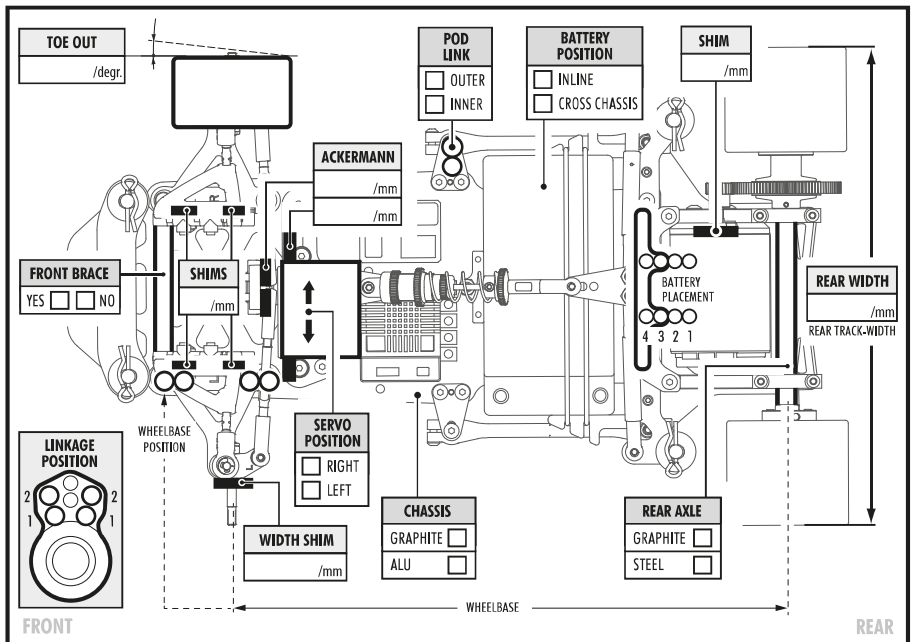 TOE OUT
/degr.
POD
LINK
OUTER
INNER
BATTERY
POSITION
INLINE
CROSS CHASSIS
SHIM
/mm
ACKERMANN
/mm
/mm
FRONT BRACE
YES NO
SHIMS
/mm
BATTERY
PLACEMENT
4 3 2 1
REAR WIDTH
/mm
REAR TRACK-WIDTH
WHEELBASE
POSITION
SERVO
POSITION
RIGHT
LEFT
LINKAGE
POSITION
2 2
1 1
R
L
WIDTH SHIM
/mm
CHASSIS
GRAPHITE
ALU
REAR AXLE
GRAPHITE
STEEL
WHEELBASE
FRONT
REAR